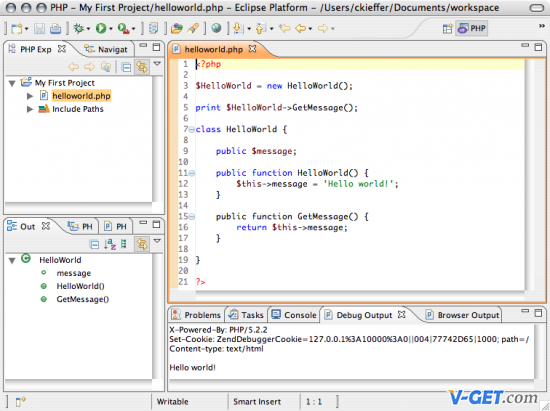 PHP - My First Project/helloworld.php - Eclipse Platform - /Users/ckieffer/Documents/workspace
PHP
PHP Exp
Navigat
My First Project
helloworld.php
Include Paths
helloworld.php
1 <?php
2
3 $HelloWorld = new HelloWorld();
4
5 print $HelloWorld->GetMessage();
6
7 class HelloWorld {
8
9 public $message;
10
11 public function HelloWorld() {
12 $this->message = 'Hello world!';
13 }
14
15 public function GetMessage() {
16 return $this->message;
17 }
18
19 }
20
21 ?>
Out
PH
PH
HelloWorld
message
HelloWorld()
GetMessage()
Problems
Tasks
Console
Debug Output
Browser Output
X-Powered-By: PHP/5.2.2
Set-Cookie: ZendDebuggerCookie=127.0.0.1%3A10000%3A0||004|77742D65|1000; path=/
Content-type: text/html
Hello world!
Writable
Smart Insert
1 : 1
V-GET.com